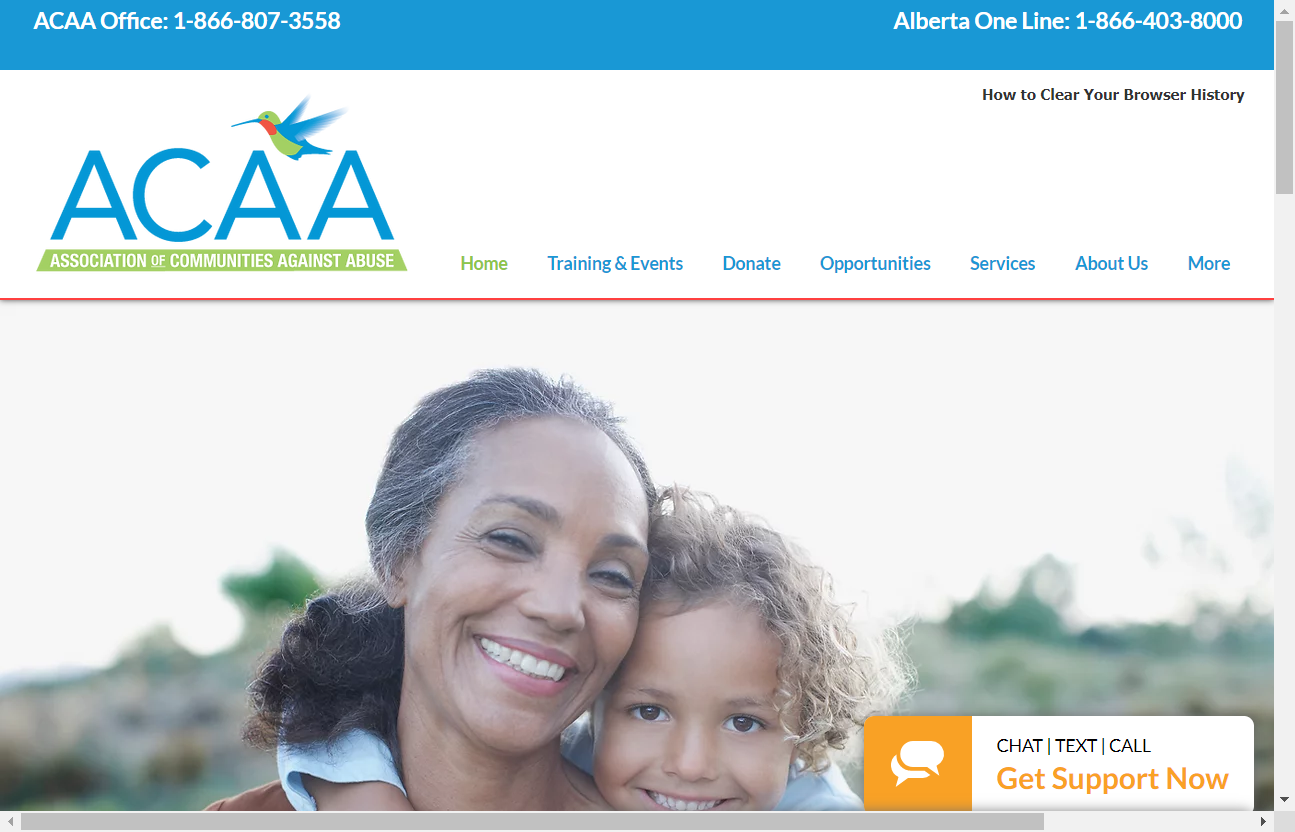 ACAA Office: 1-866-807-3558
Alberta One Line: 1-866-403-8000
How to Clear Your Browser History
ACAA
ASSOCIATION OF COMMUNITIES AGAINST ABUSE
Home
Training & Events
Donate
Opportunities
Services
About Us
More
CHAT | TEXT | CALL
Get Support Now